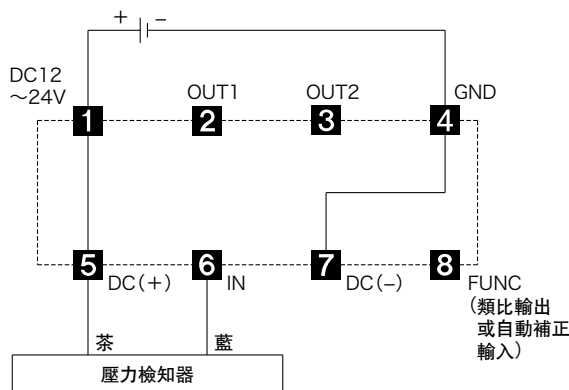 + −
DC12
～24V
OUT1
OUT2
GND
1
2
3
4
5
6
7
8
DC(+)
IN
DC(−)
FUNC
(類比輸出
或自動補正
輸入)
茶
藍
壓力檢知器